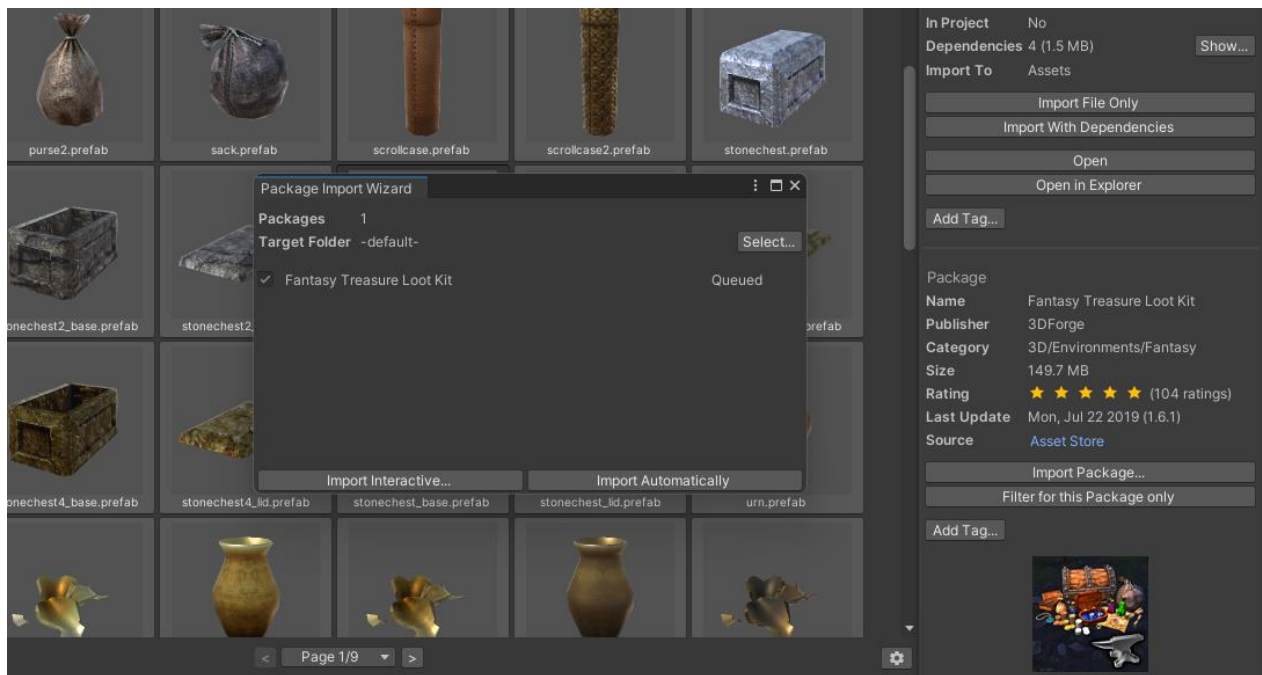 purse2.prefab
sack.prefab
scrollcase.prefab
scrollcase2.prefab
stonechest.prefab
onechest2_base.prefab
stonechest2_
prefab
onechest4_base.prefab
stonechest4_lid.prefab
stonechest_base.prefab
stonechest_lid.prefab
urn.prefab
Package Import Wizard
Packages 1
Target Folder -default-
Select...
Fantasy Treasure Loot Kit Queued
Import Interactive...
Import Automatically
< Page 1/9 >
In Project No
Dependencies 4 (1.5 MB) Show...
Import To Assets
Import File Only
Import With Dependencies
Open
Open in Explorer
Add Tag...
Package
Name Fantasy Treasure Loot Kit
Publisher 3DForge
Category 3D/Environments/Fantasy
Size 149.7 MB
Rating (104 ratings)
Last Update Mon, Jul 22 2019 (1.6.1)
Source Asset Store
Import Package...
Filter for this Package only
Add Tag...